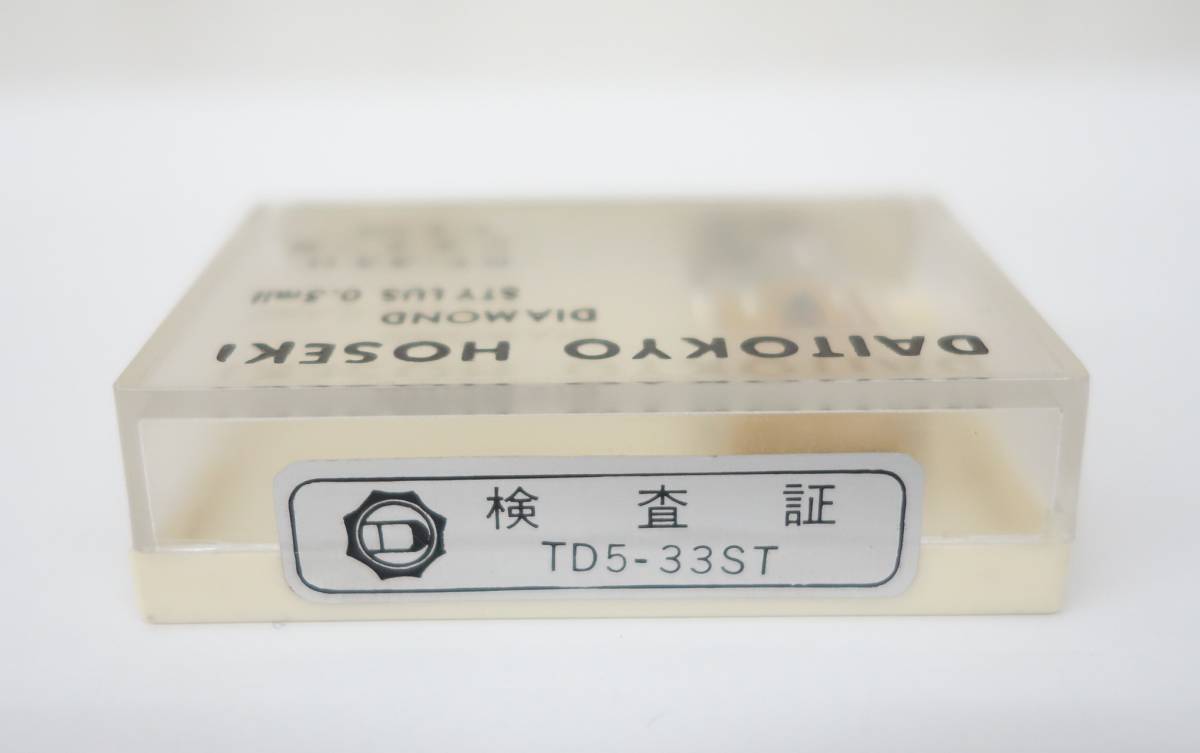 DAITOKYO HOSEKI
DIAMOND
STYLUS 0.5mil
検査証
TD5-33ST